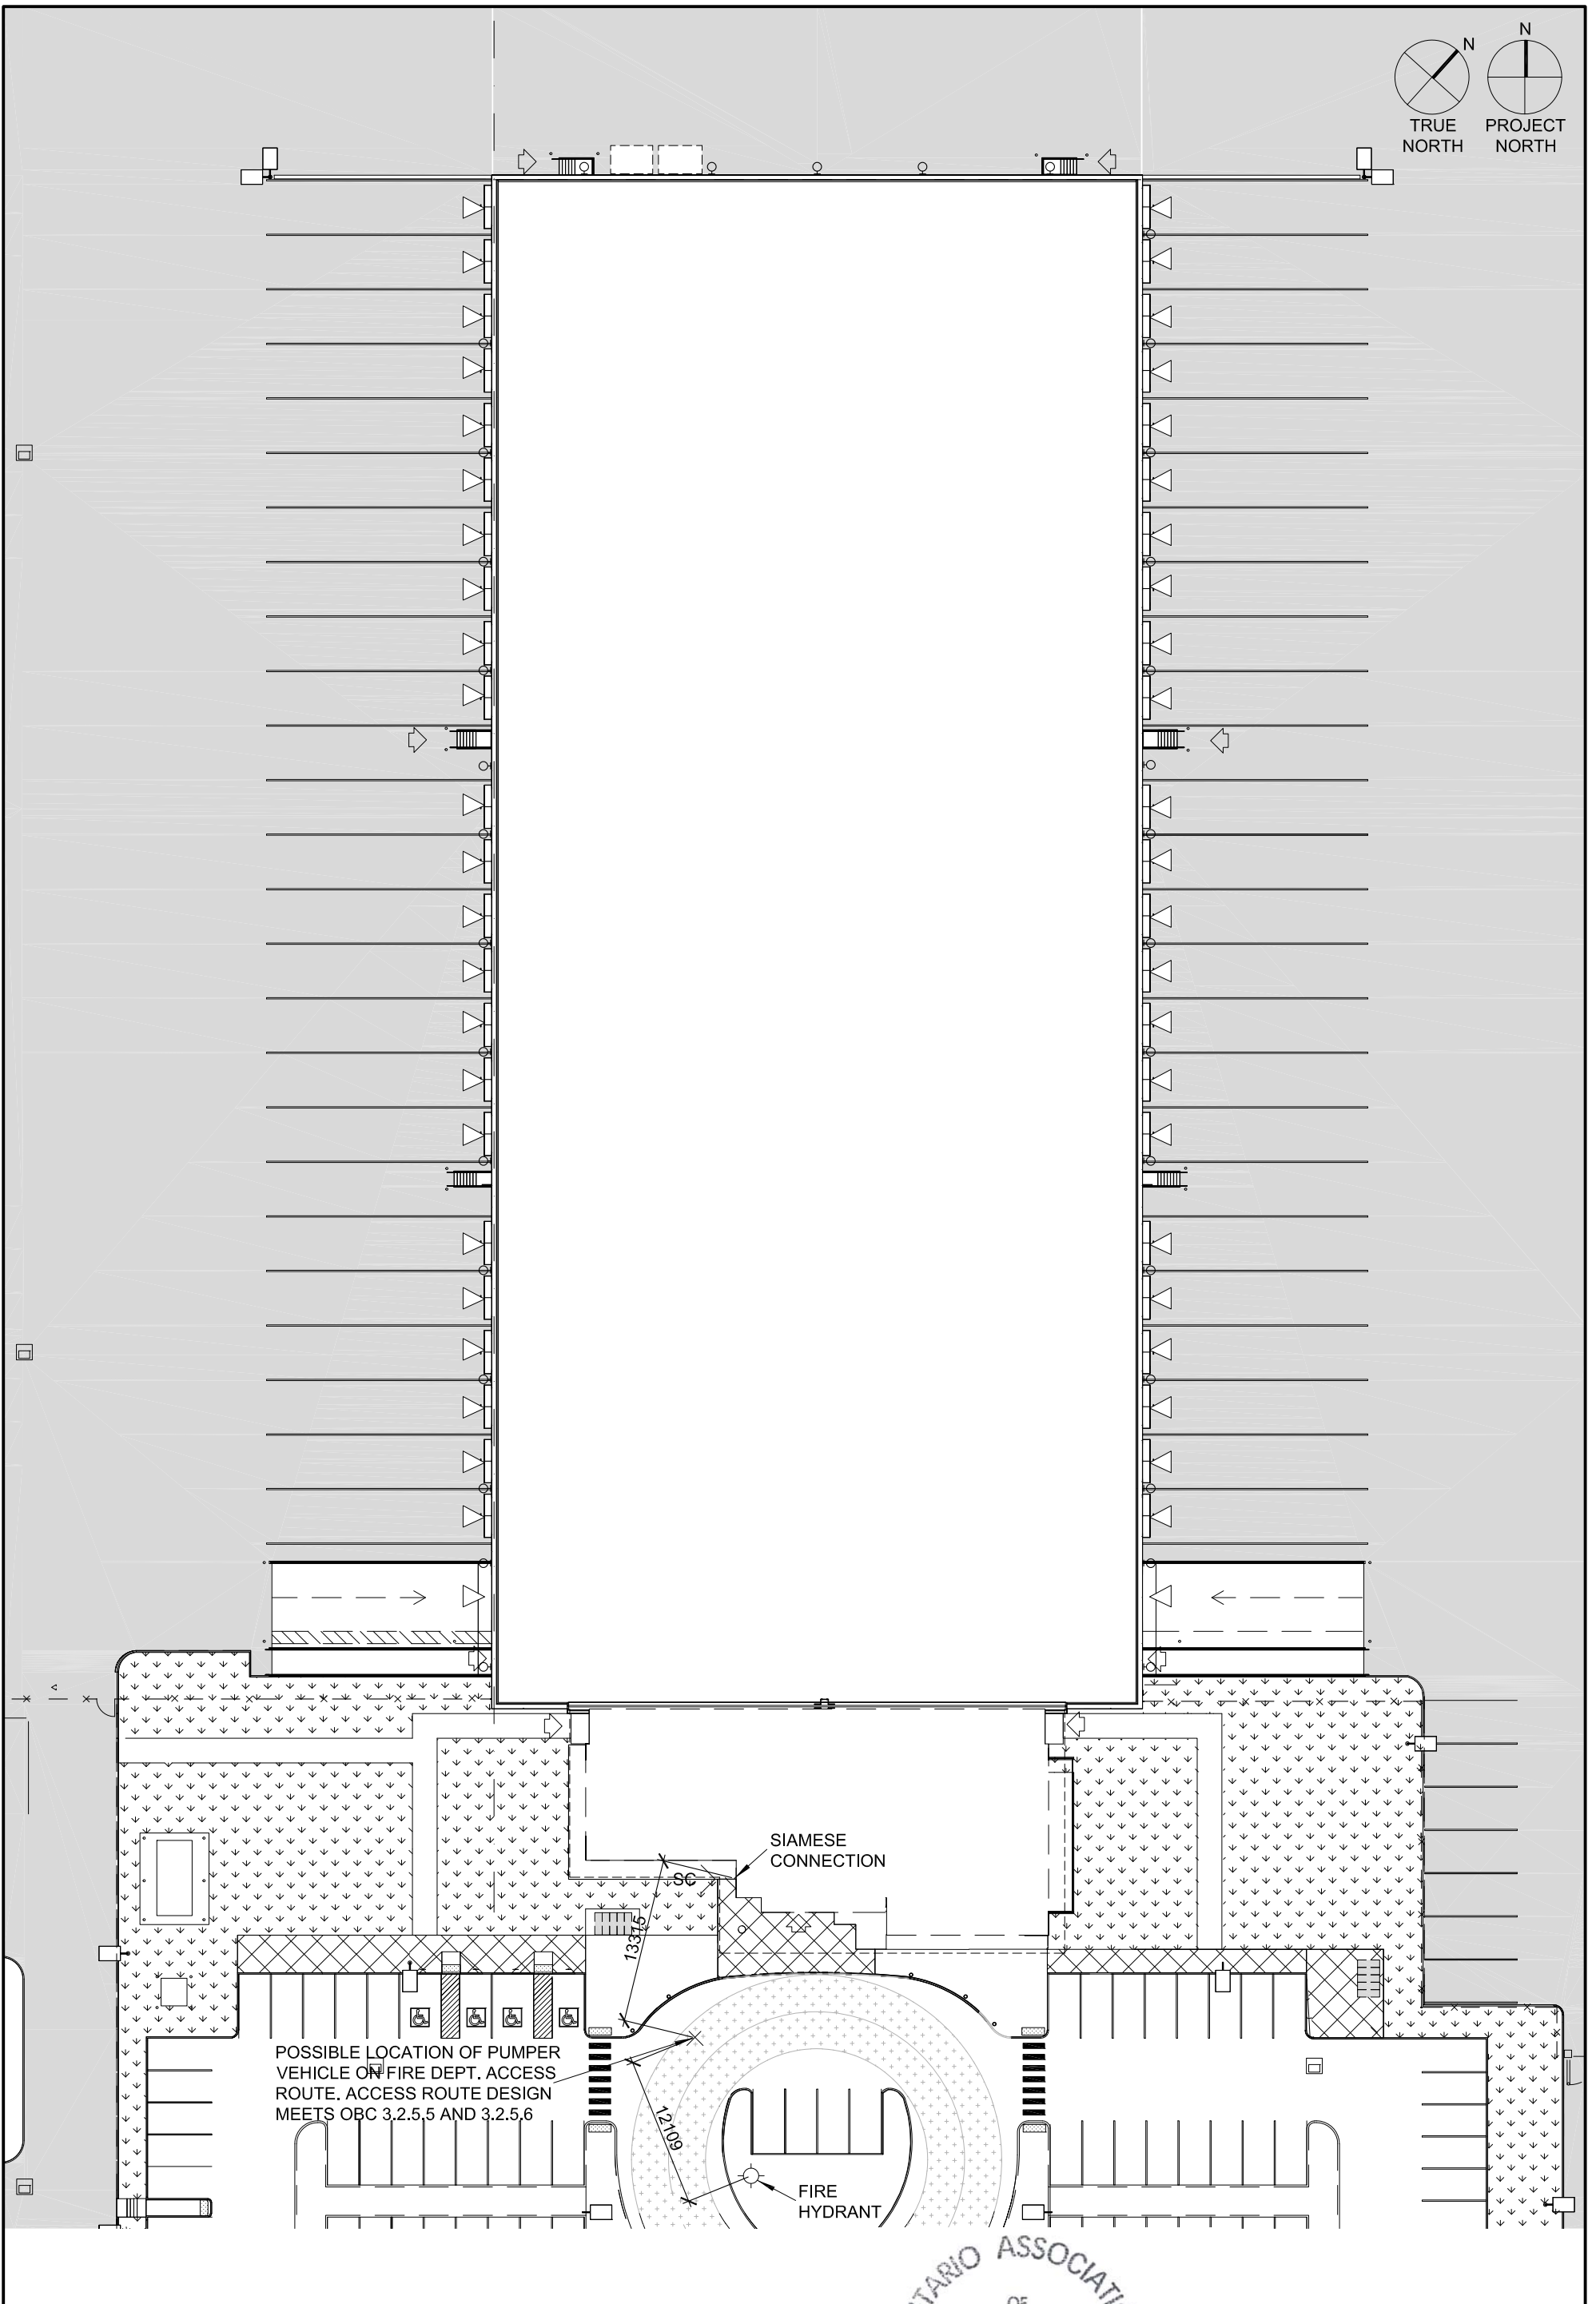 N
N
TRUE
NORTH
PROJECT
NORTH
SIAMESE
CONNECTION
SC
13315
POSSIBLE LOCATION OF PUMPER
VEHICLE ON FIRE DEPT. ACCESS
ROUTE. ACCESS ROUTE DESIGN
MEETS OBC 3.2.5.5 AND 3.2.5.6
12109
FIRE
HYDRANT
ASSOCIATI
OF